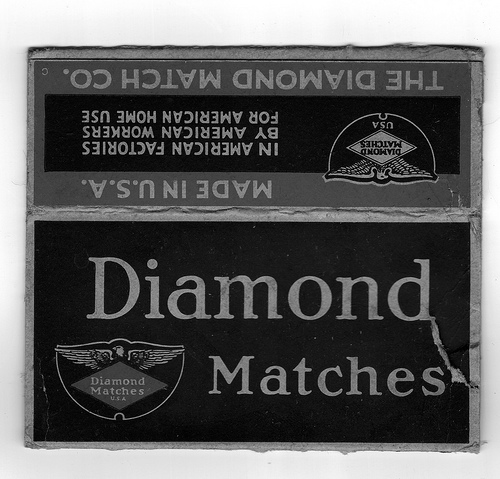 THE DIAMOND MATCH CO.
IN AMERICAN FACTORIES
BY AMERICAN WORKERS
FOR AMERICAN HOME USE
MADE IN U.S.A.
DIAMOND
MATCHES
USA
C
Diamond
Matches
Diamond
Matches
U.S.A